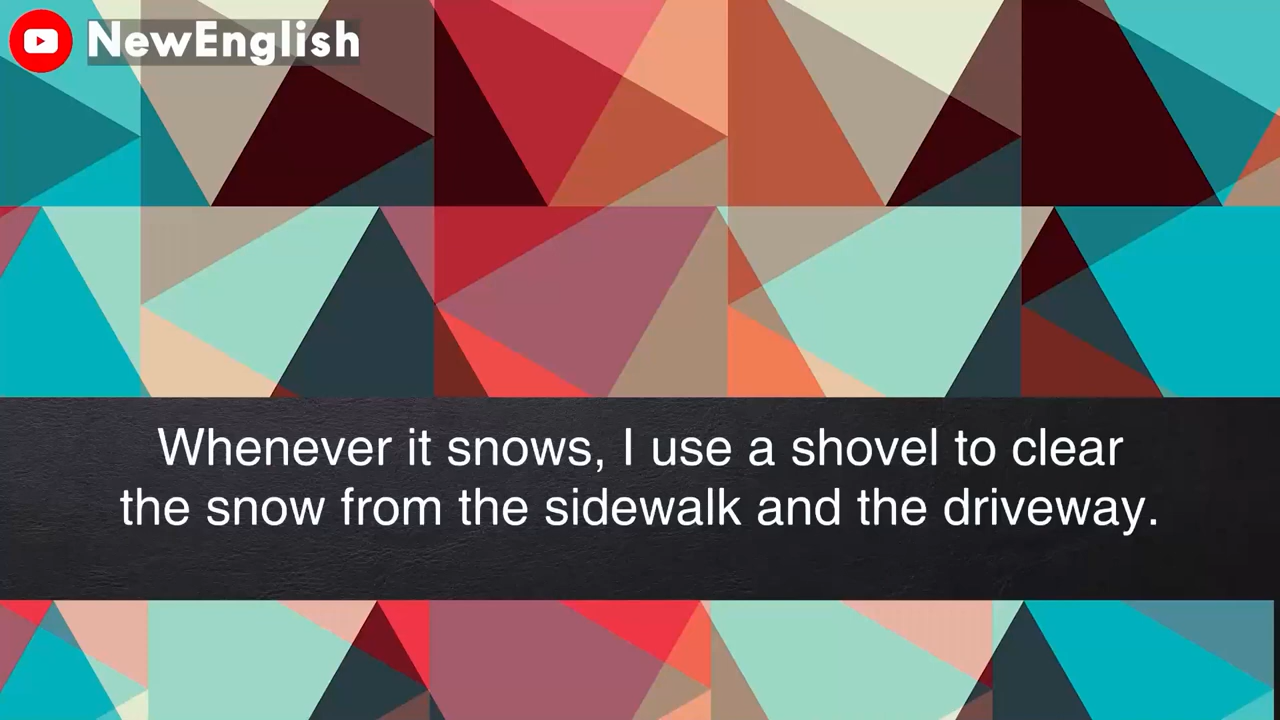 NewEnglish
Whenever it snows, I use a shovel to clear
the snow from the sidewalk and the driveway.